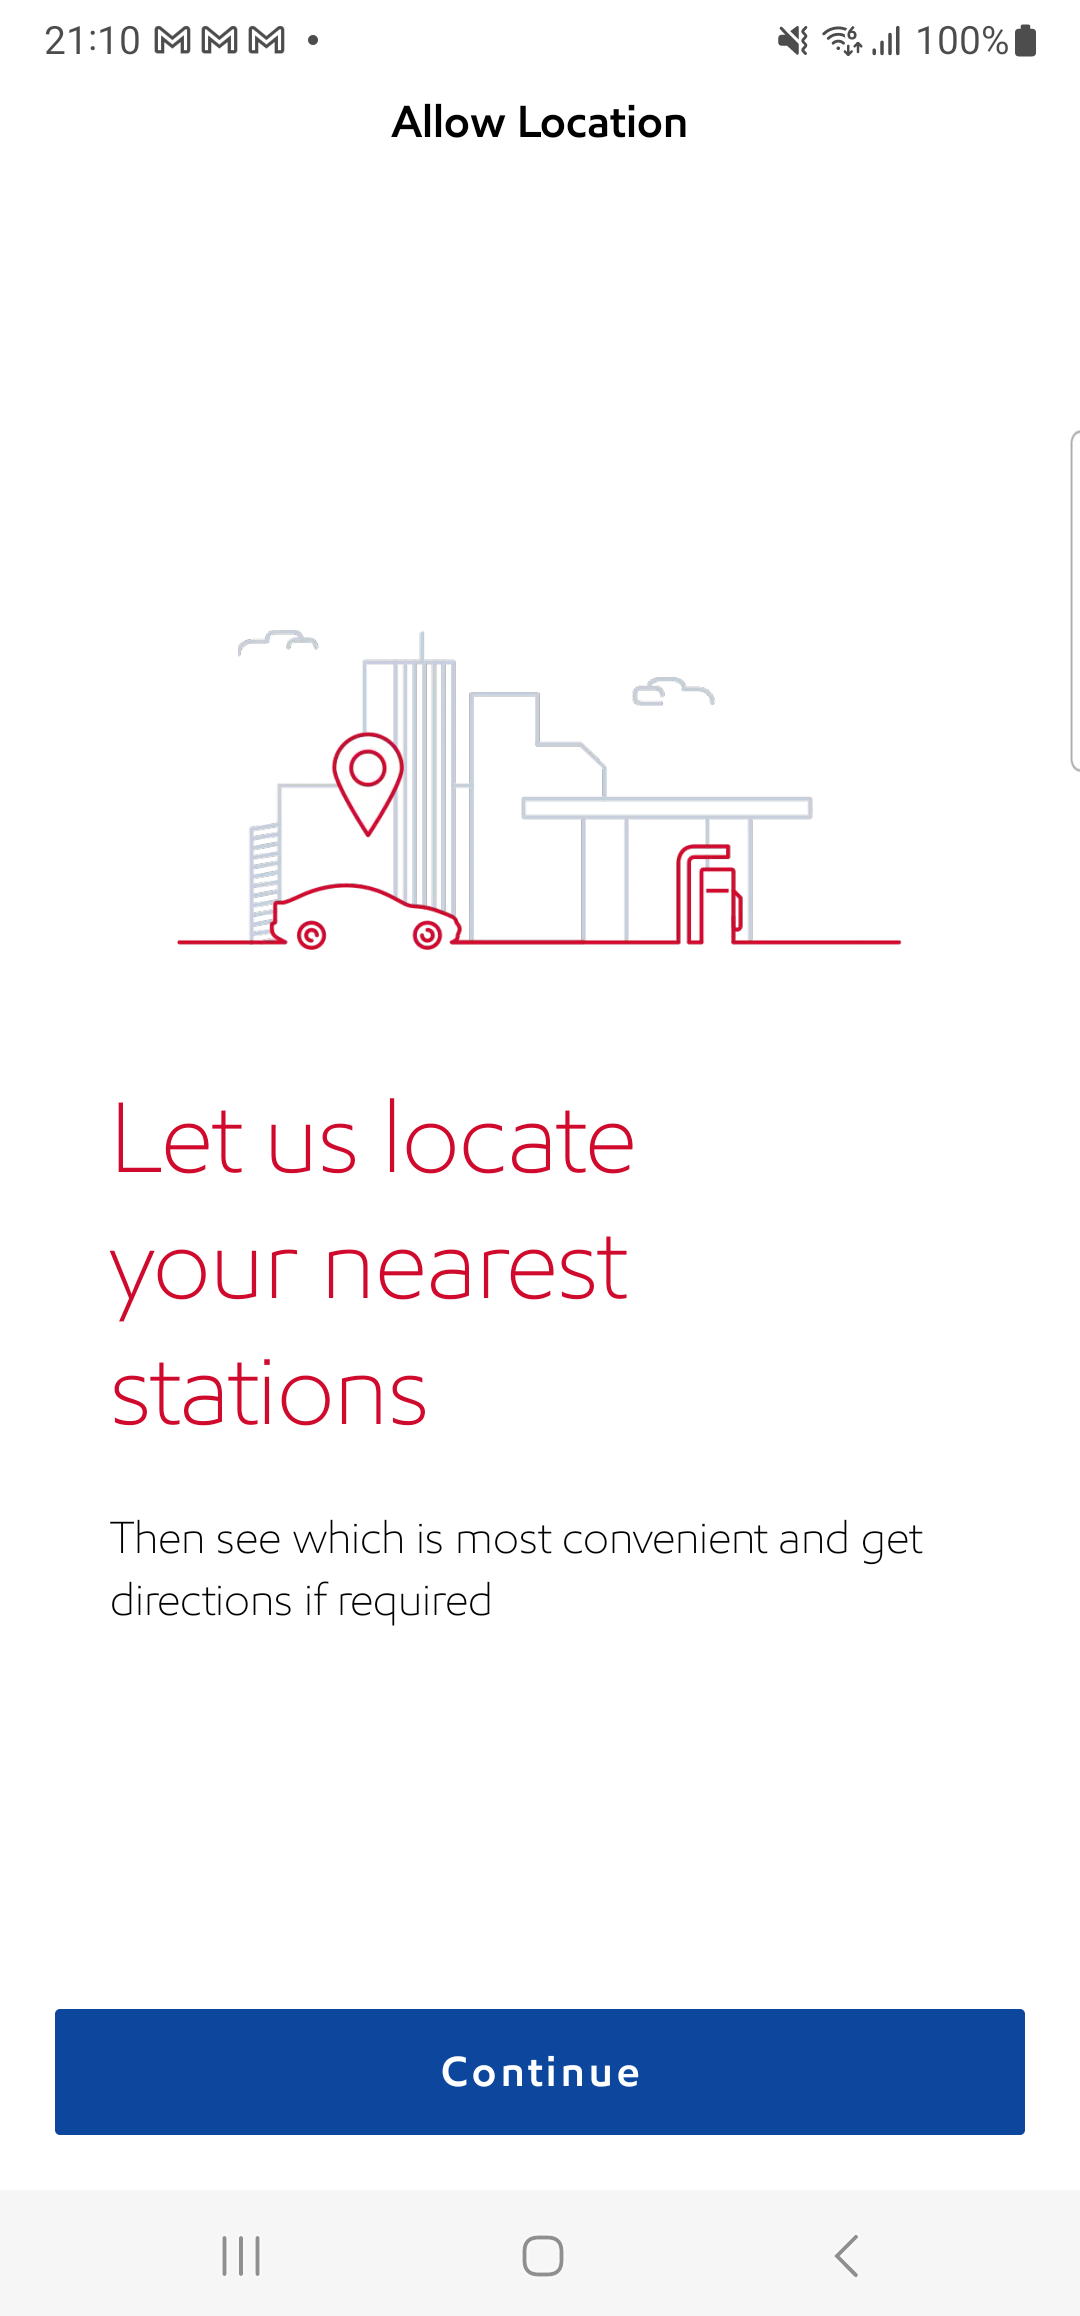 21:10
100%
Allow Location
Let us locate
your nearest
stations
Then see which is most convenient and get
directions if required
Continue